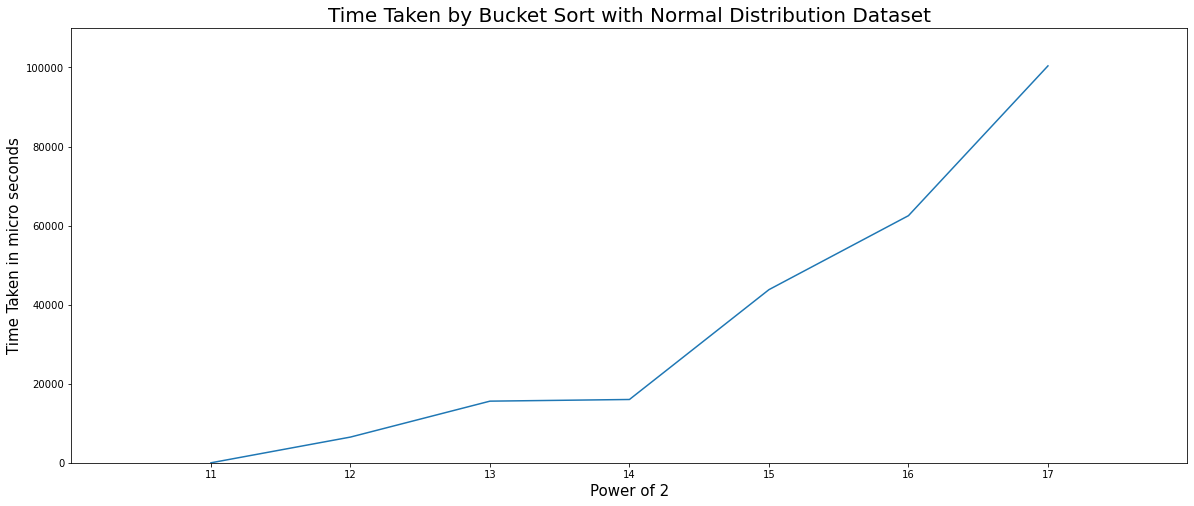 Time Taken by Bucket Sort with Normal Distribution Dataset
Time Taken in micro seconds
100000
80000
60000
40000
20000
0
11 12 13 14 15 16 17
Power of 2